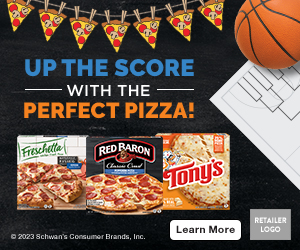 UP THE SCORE
WITH THE
PERFECT PIZZA!
Freschetta
RED BARON
Classic Crust
Tony's
© 2023 Schwan's Consumer Brands, Inc.
Learn More
RETAILER
LOGO